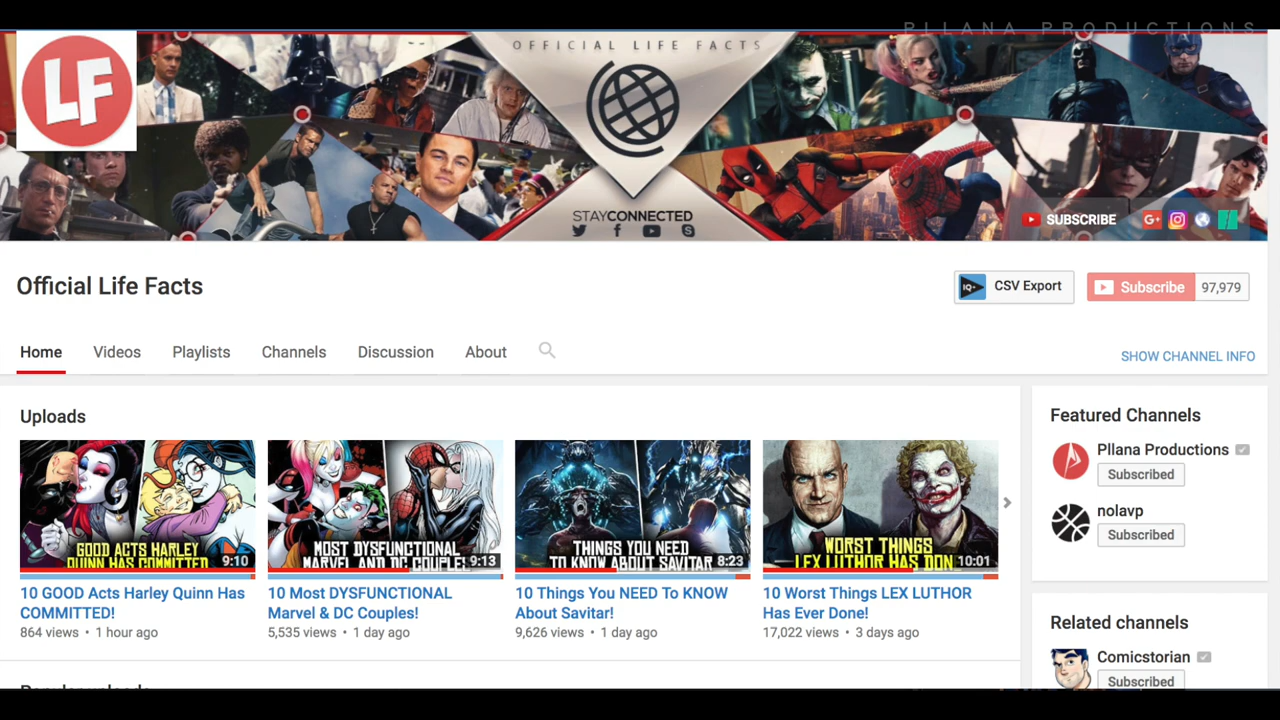 PLLANA PRODUCTIONS
LF
OFFICIAL LIFE FACTS
STAYCONNECTED
SUBSCRIBE
Official Life Facts
IQ+ CSV Export
Subscribe 97,979
Home Videos Playlists Channels Discussion About
SHOW CHANNEL INFO
Uploads
GOOD ACTS HARLEY
QUINN HAS COMMITTED
9:10
10 GOOD Acts Harley Quinn Has
COMMITTED!
864 views • 1 hour ago
MOST DYSFUNCTIONAL
MARVEL AND DC COUPLE
9:13
10 Most DYSFUNCTIONAL
Marvel & DC Couples!
5,535 views • 1 day ago
THINGS YOU NEED
TO KNOW ABOUT SAVITAR
8:23
10 Things You NEED To KNOW
About Savitar!
9,626 views • 1 day ago
WORST THINGS
LEX LUTHOR HAS DON
10:01
10 Worst Things LEX LUTHOR
Has Ever Done!
17,022 views • 3 days ago
Popular uploads
Featured Channels
Pllana Productions
Subscribed
nolavp
Subscribed
Related channels
Comicstorian
Subscribed